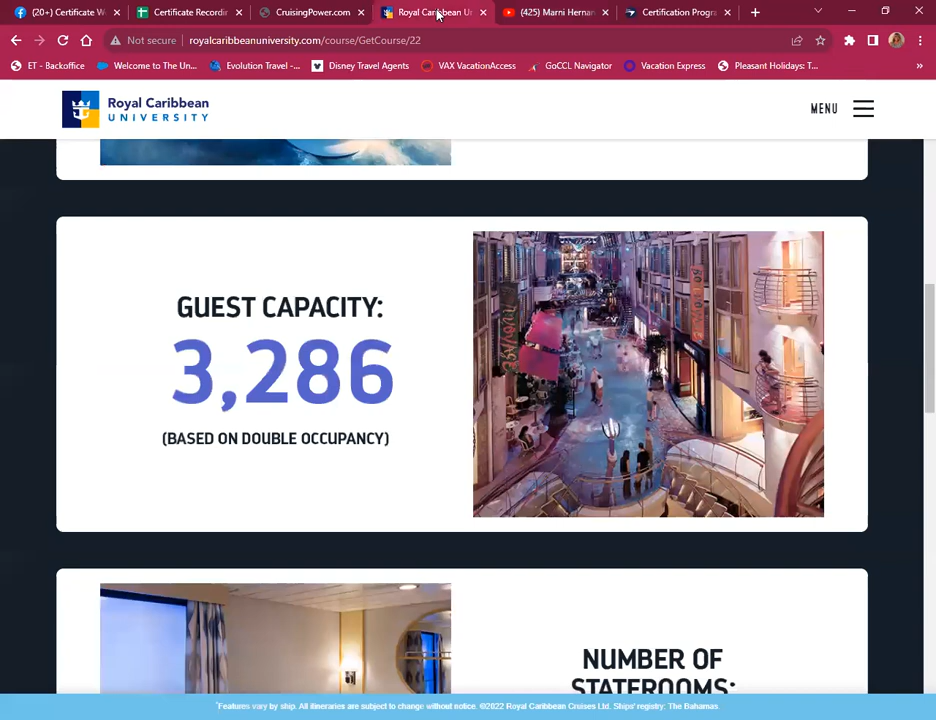 (20+) Certificate W
Certificate Recordin
CruisingPower.com
Royal Caribbean Un
(425) Marni Hernan
Certification Progra
Not secure
royalcaribbeanuniversity.com/course/GetCourse/22
ET - Backoffice
Welcome to The Un...
Evolution Travel -...
Disney Travel Agents
VAX VacationAccess
GoCCL Navigator
Vacation Express
Pleasant Holidays: T...
»
Royal Caribbean
UNIVERSITY
MENU
GUEST CAPACITY:
3,286
(BASED ON DOUBLE OCCUPANCY)
NUMBER OF
STATEROOMS:
*Features vary by ship. All itineraries are subject to change without notice. ©2022 Royal Caribbean Cruises Ltd. Ships' registry: The Bahamas.